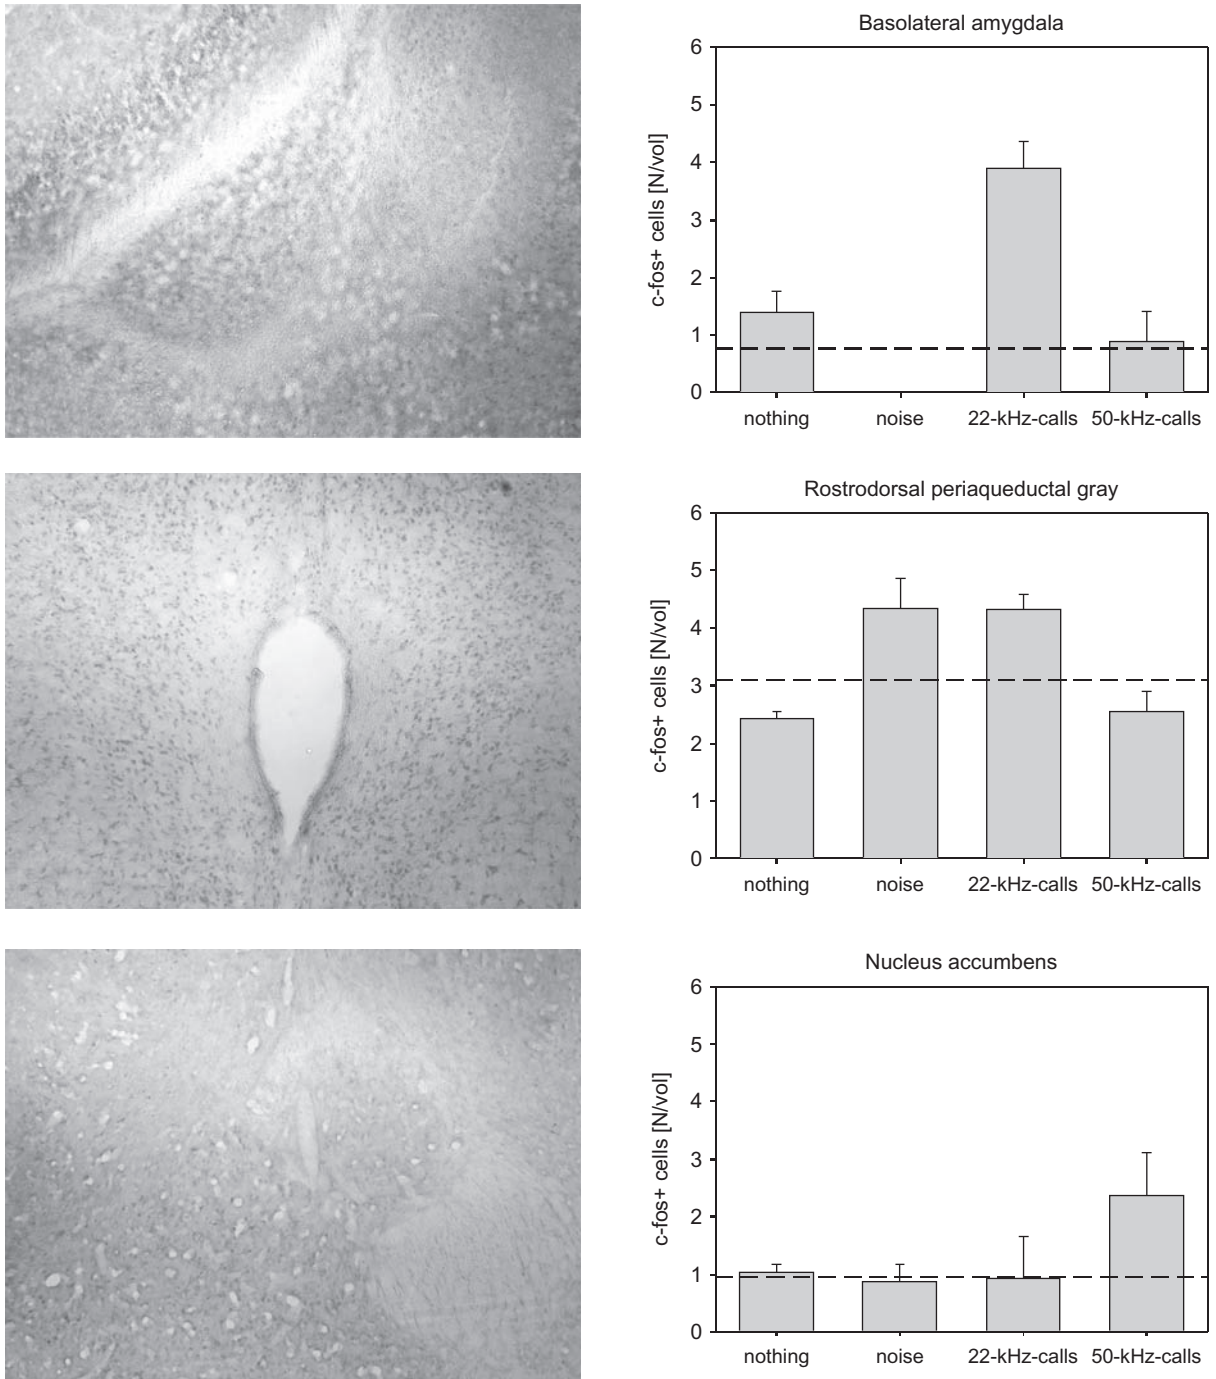 Basolateral amygdala
c-fos+ cells [N/vol]
6
5
4
3
2
1
0
nothing noise 22-kHz-calls 50-kHz-calls
Rostrodorsal periaqueductal gray
c-fos+ cells [N/vol]
6
5
4
3
2
1
0
nothing noise 22-kHz-calls 50-kHz-calls
Nucleus accumbens
c-fos+ cells [N/vol]
6
5
4
3
2
1
0
nothing noise 22-kHz-calls 50-kHz-calls